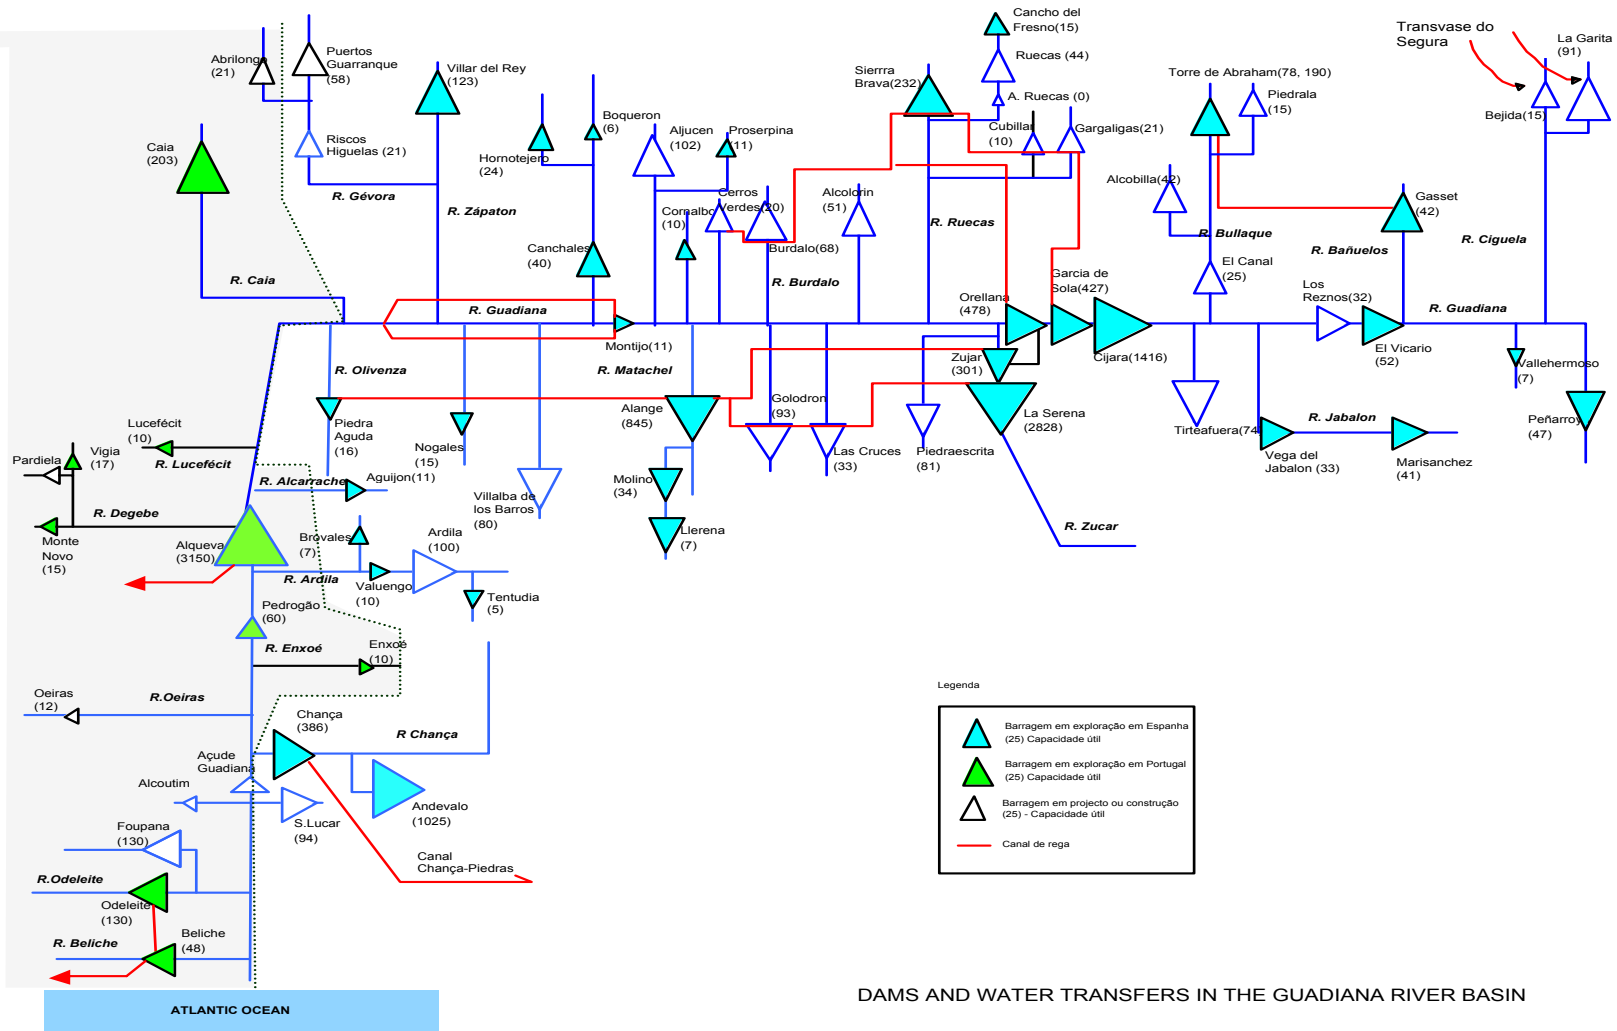 Cancho del
Fresno(15)
Transvase do
Segura
La Garita
(91)
Abrilongo
(21)
Puertos
Guarranque
(58)
Villar del Rey
(123)
Ruecas (44)
Sierrra
Brava(232)
Torre de Abraham(78, 190)
Piedrala
(15)
Bejida(15)
A. Ruecas (0)
Boqueron
(6)
Aljucen
(102)
Proserpina
(11)
Cubillar
(10)
Gargaligas(21)
Caia
(203)
Riscos
Higuelas (21)
Hornotejero
(24)
R. Gévora
R. Zápaton
Cornalbo
(10)
Cerros
Verdes(20)
Alcolorin
(51)
Alcobilla(42)
Gasset
(42)
R. Ruecas
R. Bullaque
R. Bañuelos
R. Ciguela
Canchales
(40)
Burdalo(68)
R. Caia
R. Burdalo
El Canal
(25)
Garcia de
Sola(427)
Orellana
(478)
Los
Reznos(32)
R. Guadiana
R. Guadiana
Montijo(11)
Zujar
(301)
Cijara(1416)
El Vicario
(52)
Vallehermoso
(7)
R. Olivenza
R. Matachel
Golodron
(93)
Alange
(845)
La Serena
(2828)
R. Jabalon
Peñarroy
(47)
Lucefécit
(10)
Piedra
Aguda
(16)
Nogales
(15)
Las Cruces
(33)
Piedraescrita
(81)
Tirteafuera(74
Vega del
Jabalon (33)
Marisanchez
(41)
Vigia
(17)
Pardiela
R. Lucefécit
R. Alcarrache
Aguijon(11)
Molino
(34)
Villalba de
los Barros
(80)
R. Degebe
R. Zucar
Llerena
(7)
Monte
Novo
(15)
Alqueva
(3150)
Brovales
(7)
Ardila
(100)
R. Ardila
Valuengo
(10)
Tentudia
(5)
Pedrogão
(60)
R. Enxoé
Enxoé
(10)
Oeiras
(12)
R.Oeiras
Chança
(386)
R Chança
Legenda
Barragem em exploração em Espanha
(25) Capacidade útil
Barragem em exploração em Portugal
(25) Capacidade útil
Barragem em projecto ou construção
(25) - Capacidade útil
Canal de rega
Açude
Guadiana
Alcoutim
S.Lucar
(94)
Andevalo
(1025)
Foupana
(130)
Canal
Chança-Piedras
R.Odeleite
Odeleite
(130)
R. Beliche
Beliche
(48)
ATLANTIC OCEAN
DAMS AND WATER TRANSFERS IN THE GUADIANA RIVER BASIN